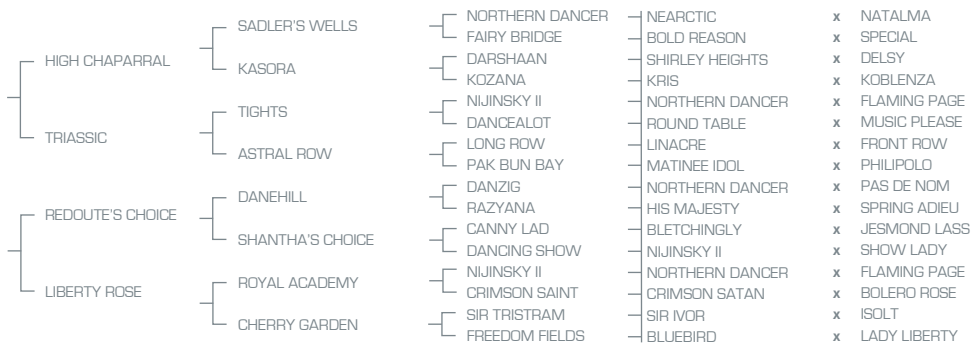 NORTHERN DANCER NEARCTIC x NATALMA
SADLER'S WELLS
FAIRY BRIDGE BOLD REASON x SPECIAL
HIGH CHAPARRAL
DARSHAAN SHIRLEY HEIGHTS x DELSY
KASORA
KOZANA KRIS x KOBLENZA
NIJINSKY II NORTHERN DANCER x FLAMING PAGE
TIGHTS
DANCEALOT ROUND TABLE x MUSIC PLEASE
TRIASSIC
LONG ROW LINACRE x FRONT ROW
ASTRAL ROW
PAK BUN BAY MATINEE IDOL x PHILIPOLO
DANZIG NORTHERN DANCER x PAS DE NOM
DANEHILL
RAZYANA HIS MAJESTY x SPRING ADIEU
REDOUTE'S CHOICE
CANNY LAD BLETCHINGLY x JESMOND LASS
SHANTHA'S CHOICE
DANCING SHOW NIJINSKY II x SHOW LADY
NIJINSKY II NORTHERN DANCER x FLAMING PAGE
ROYAL ACADEMY
LIBERTY ROSE
CRIMSON SAINT CRIMSON SATAN x BOLERO ROSE
SIR TRISTRAM SIR IVOR x ISOLT
CHERRY GARDEN
FREEDOM FIELDS BLUEBIRD x LADY LIBERTY